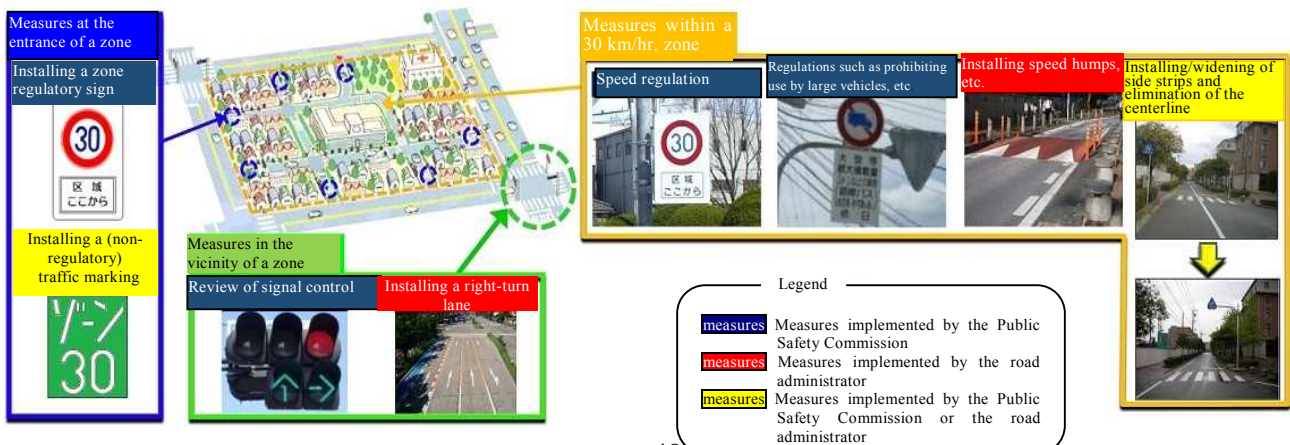 Measures at the
entrance of a zone
Installing a zone
regulatory sign
30
区域
ここから
Installing a (non-
regulatory)
traffic marking
ゾーン
30
Measures in the
vicinity of a zone
Review of signal control
Installing a right-turn
lane
Measures within a
30 km/hr. zone
Speed regulation
30
区域
ここから
Regulations such as prohibiting
use by large vehicles, etc
Installing speed humps,
etc.
Installing/widening of
side strips and
elimination of the
centerline
Legend
measures Measures implemented by the Public
Safety Commission
measures Measures implemented by the road
administrator
measures Measures implemented by the Public
Safety Commission or the road
administrator